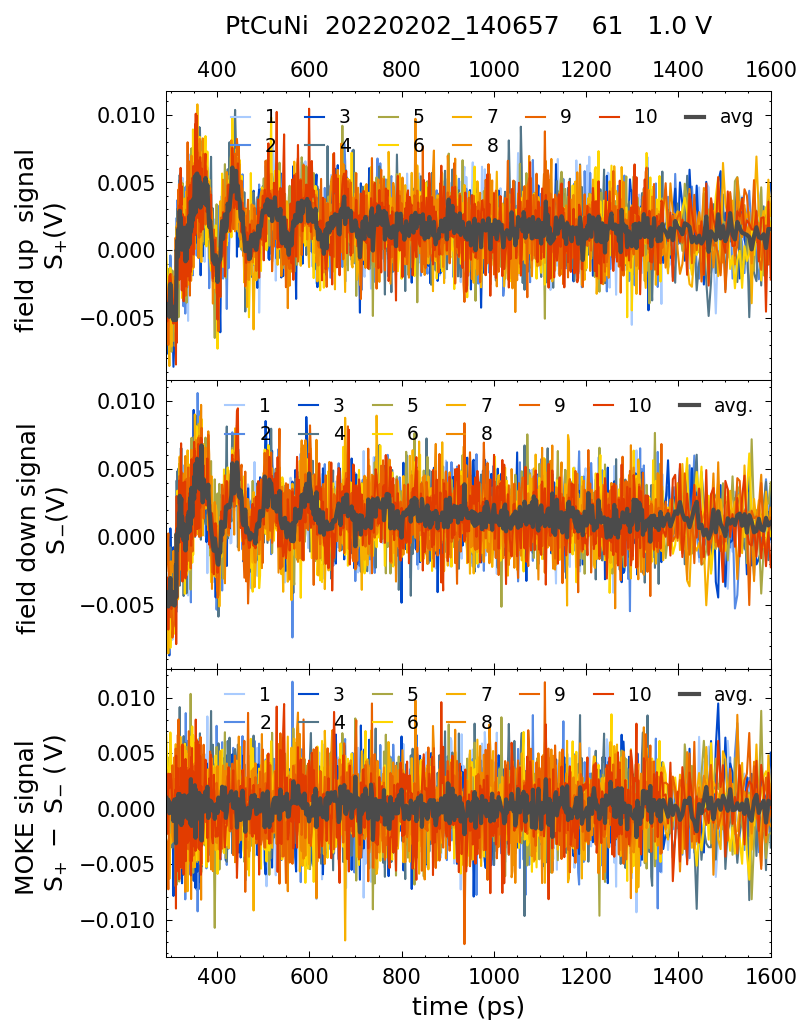 PtCuNi 20220202_140657 61 1.0 V
400 600 800 1000 1200 1400 1600
field up signal
S+(V)
0.010
0.005
0.000
−0.005
1 3 5 7 9 10 avg
2 4 6 8
field down signal
S−(V)
0.010
0.005
0.000
−0.005
1 3 5 7 9 10 avg.
2 4 6 8
MOKE signal
S+ − S− ( V)
0.010
0.005
0.000
−0.005
−0.010
1 3 5 7 9 10 avg.
2 4 6 8
400 600 800 1000 1200 1400 1600
time (ps)